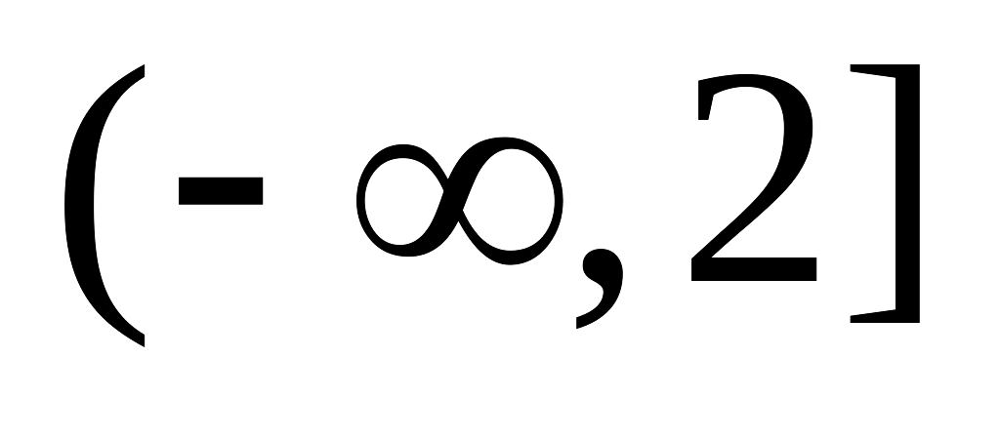 (- ∞, 2]